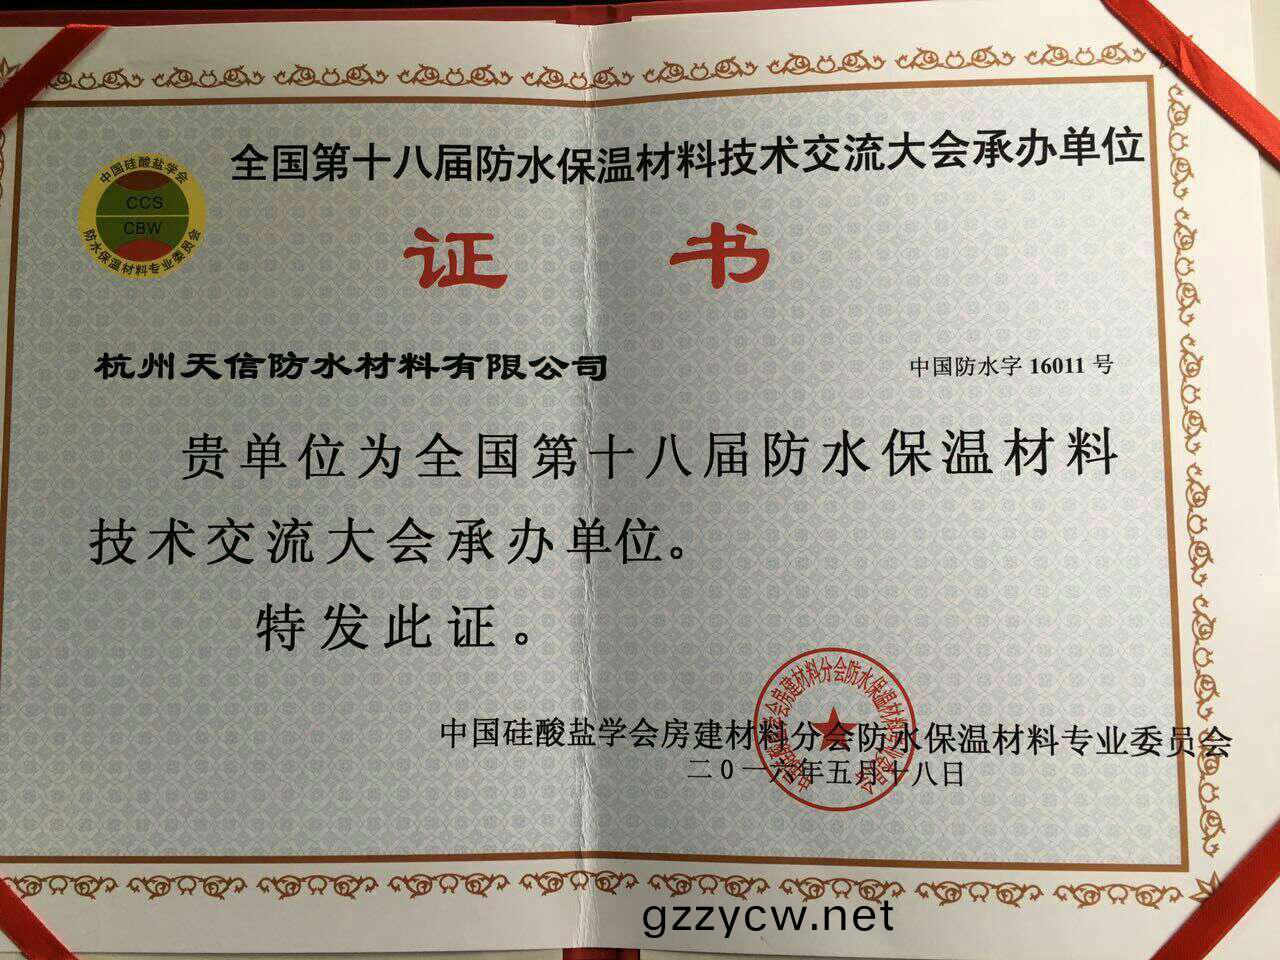 全国第十八届防水保温材料技术交流大会承办单位
中国硅酸盐学会
CCS
CBW
防水保温材料专业委员会
证 书
杭州天信防水材料有限公司
中国防水字 16011 号
贵单位为全国第十八届防水保温材料
技术交流大会承办单位。
特发此证。
中国硅酸盐学会房建材料分会防水保温材料专业委员会
二0一六年五月十八日
gzzycw.net